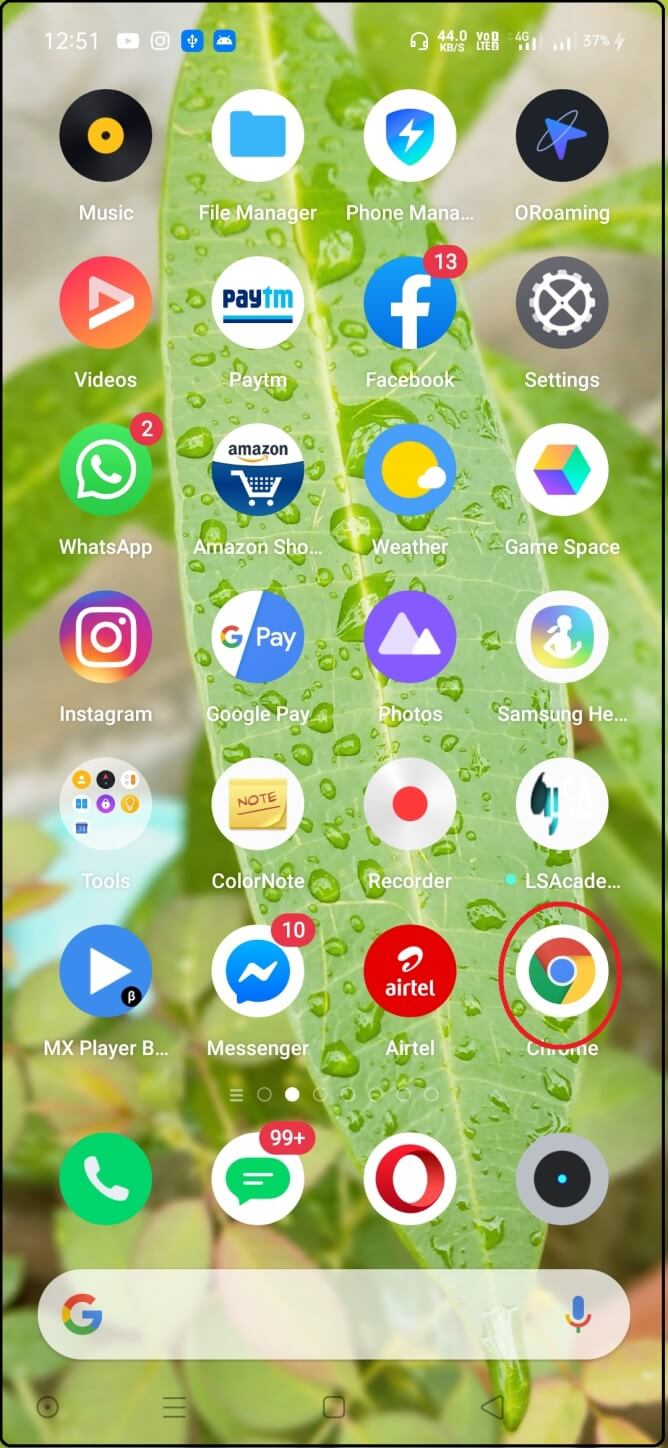 12:51
44.0 KB/S
VoD LTE2
4G
37%
Music
File Manager
Phone Mana...
ORoaming
paytm
13
Videos
Paytm
Facebook
Settings
2
amazon
WhatsApp
Amazon Sho...
Weather
Game Space
G Pay
Instagram
Google Pay
Photos
Samsung He...
NOTE
Tools
ColorNote
Recorder
LSAcade...
10
airtel
β
MX Player B...
Messenger
Airtel
Chrome
99+
G